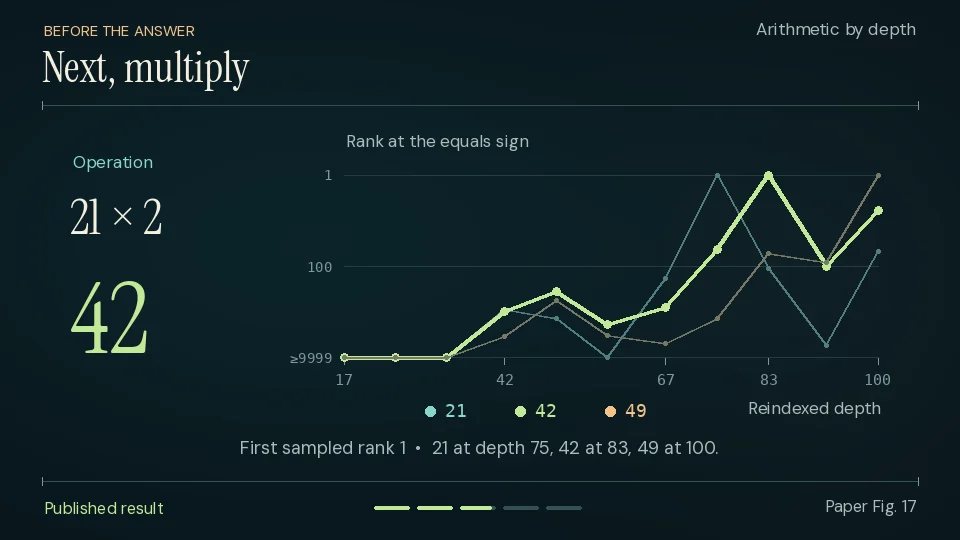 BEFORE THE ANSWER
Next, multiply
Arithmetic by depth
Operation
21 × 2
42
Rank at the equals sign
1
100
≥9999
17 42 67 83 100
21 42 49
Reindexed depth
First sampled rank 1 • 21 at depth 75, 42 at 83, 49 at 100.
Published result
Paper Fig. 17